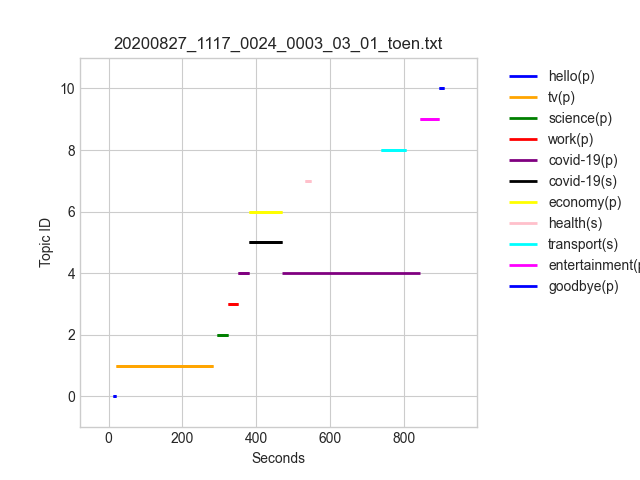 20200827_1117_0024_0003_03_01_toen.txt
10
8
6
4
2
0
Topic ID
0 200 400 600 800
Seconds
hello(p)
tv(p)
science(p)
work(p)
covid-19(p)
covid-19(s)
economy(p)
health(s)
transport(s)
entertainment(p
goodbye(p)